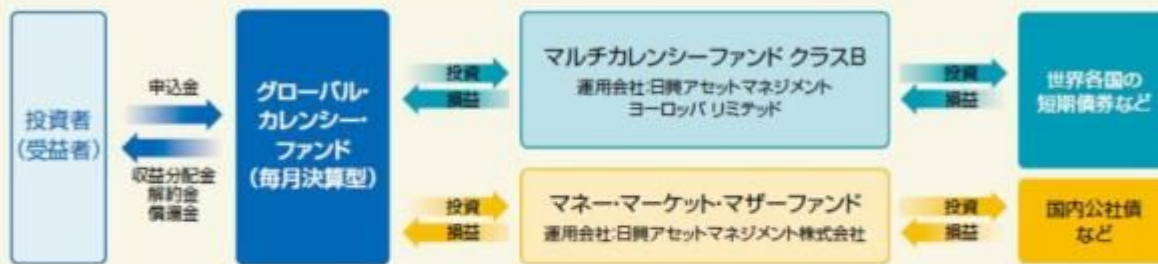 投資者
(受益者)
申込金
収益分配金
解約金
償還金
グローバル・
カレンシー・
ファンド
(毎月決算型)
投資
損益
マルチカレンシーファンド クラスB
運用会社:日興アセットマネジメント
ヨーロッパ リミテッド
投資
損益
世界各国の
短期債券など
投資
損益
マネー・マーケット・マザーファンド
運用会社:日興アセットマネジメント株式会社
投資
損益
国内公社債
など